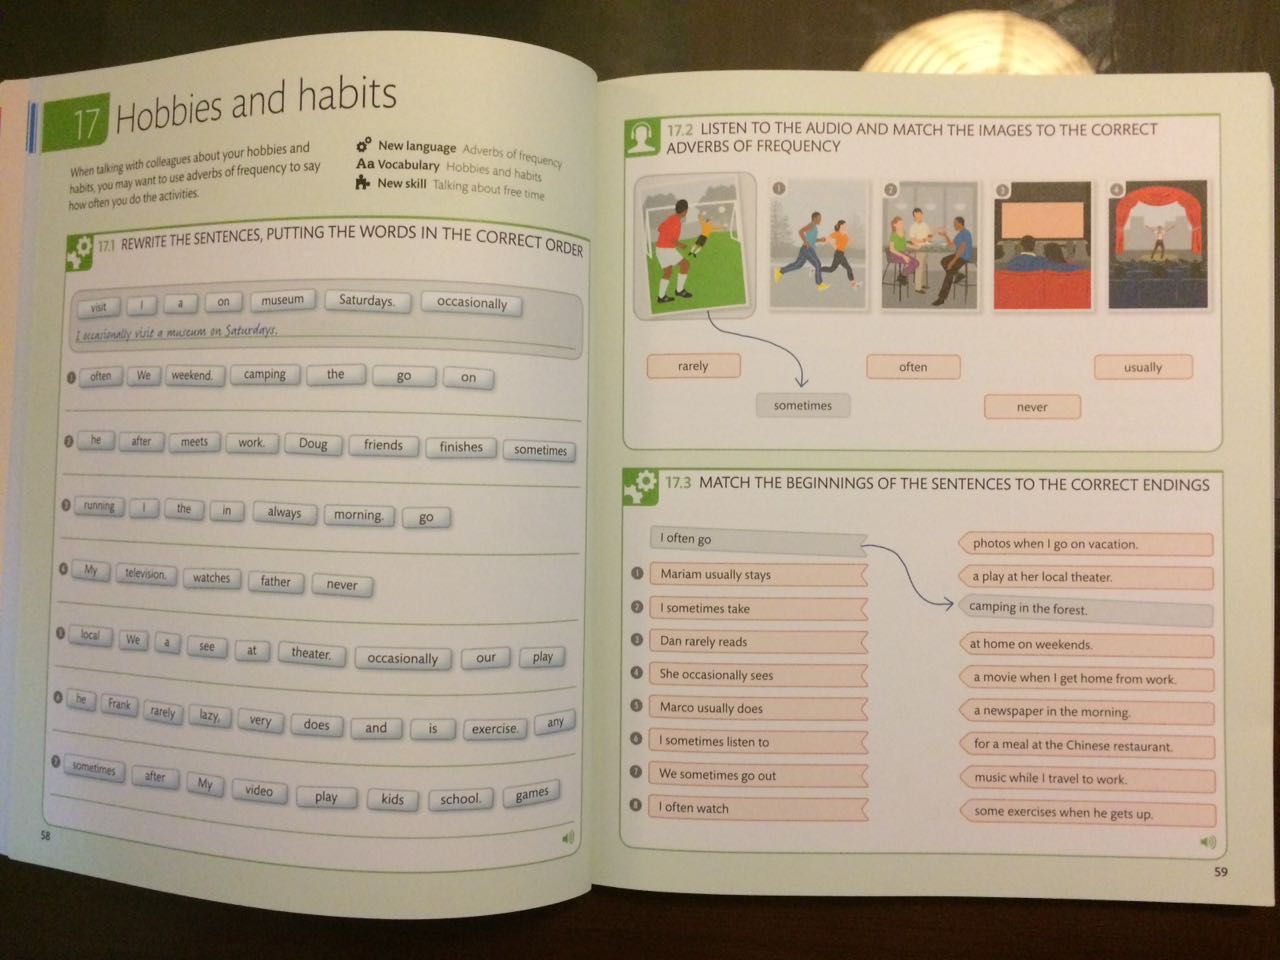 17 Hobbies and habits
When talking with colleagues about your hobbies and
habits, you may want to use adverbs of frequency to say
how often you do the activities.
New language Adverbs of frequency
Aa Vocabulary Hobbies and habits
New skill Talking about free time
17.1 REWRITE THE SENTENCES, PUTTING THE WORDS IN THE CORRECT ORDER
visit I a on museum Saturdays. occasionally
I occasionally visit a museum on Saturdays.
1 often We weekend. camping the go on
2 he after meets work. Doug friends finishes sometimes
3 running I the in always morning. go
4 My television. watches father never
5 local We a see at theater. occasionally our play
6 he Frank rarely lazy, very does and is exercise. any
7 sometimes after My video play kids school. games
58
17.2 LISTEN TO THE AUDIO AND MATCH THE IMAGES TO THE CORRECT
ADVERBS OF FREQUENCY
1 2 3 4
rarely often usually
sometimes never
17.3 MATCH THE BEGINNINGS OF THE SENTENCES TO THE CORRECT ENDINGS
I often go
photos when I go on vacation.
1 Mariam usually stays
a play at her local theater.
2 I sometimes take
camping in the forest.
3 Dan rarely reads
at home on weekends.
4 She occasionally sees
a movie when I get home from work.
5 Marco usually does
a newspaper in the morning.
6 I sometimes listen to
for a meal at the Chinese restaurant.
7 We sometimes go out
music while I travel to work.
8 I often watch
some exercises when he gets up.
59